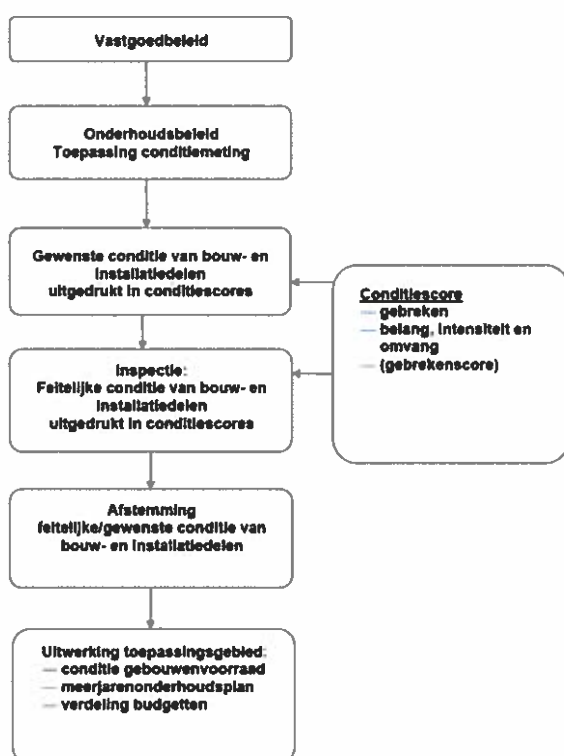 Vastgoedbeleid
Onderhoudsbeleid
Toepassing conditiemeting
Gewenste conditie van bouw- en
installatiedelen
uitgedrukt in conditiescores
Conditiescore
— gebreken
— belang, intensiteit en
omvang
— (gebrekenscore)
Inspectie:
Feitelijke conditie van bouw- en
installatiedelen
uitgedrukt in conditiescores
Afstemming
feitelijke/gewenste conditie van
bouw- en installatiedelen
Uitwerking toepassingsgebied:
— conditie gebouwenvoorraad
— meerjarenonderhoudsplan
— verdeling budgetten